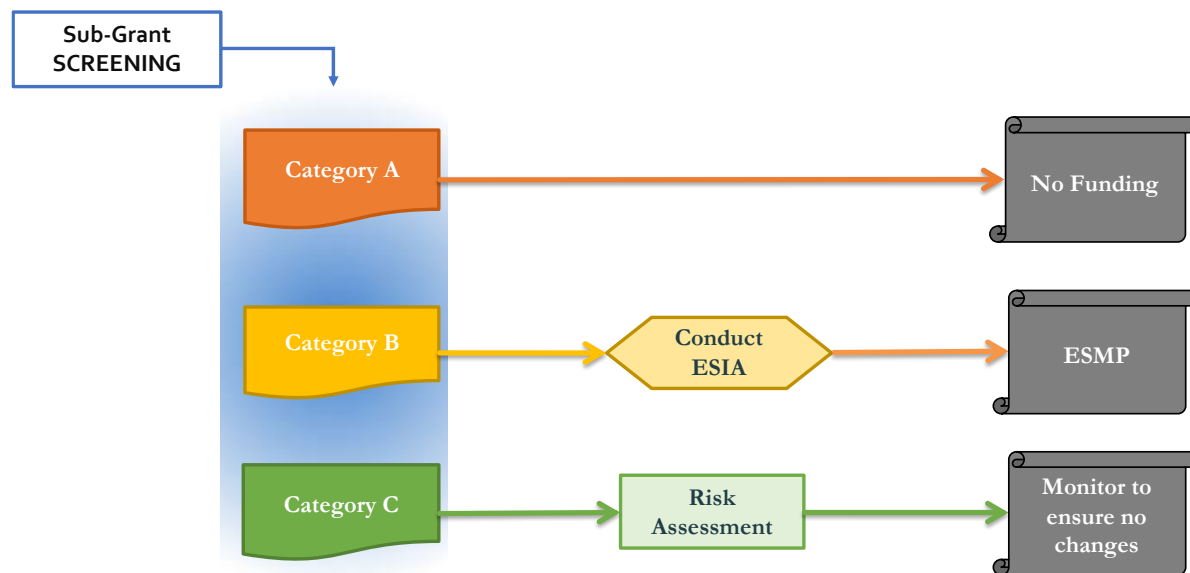 Sub-Grant
SCREENING
Category A
No Funding
Category B
Conduct
ESIA
ESMP
Category C
Risk
Assessment
Monitor to
ensure no
changes